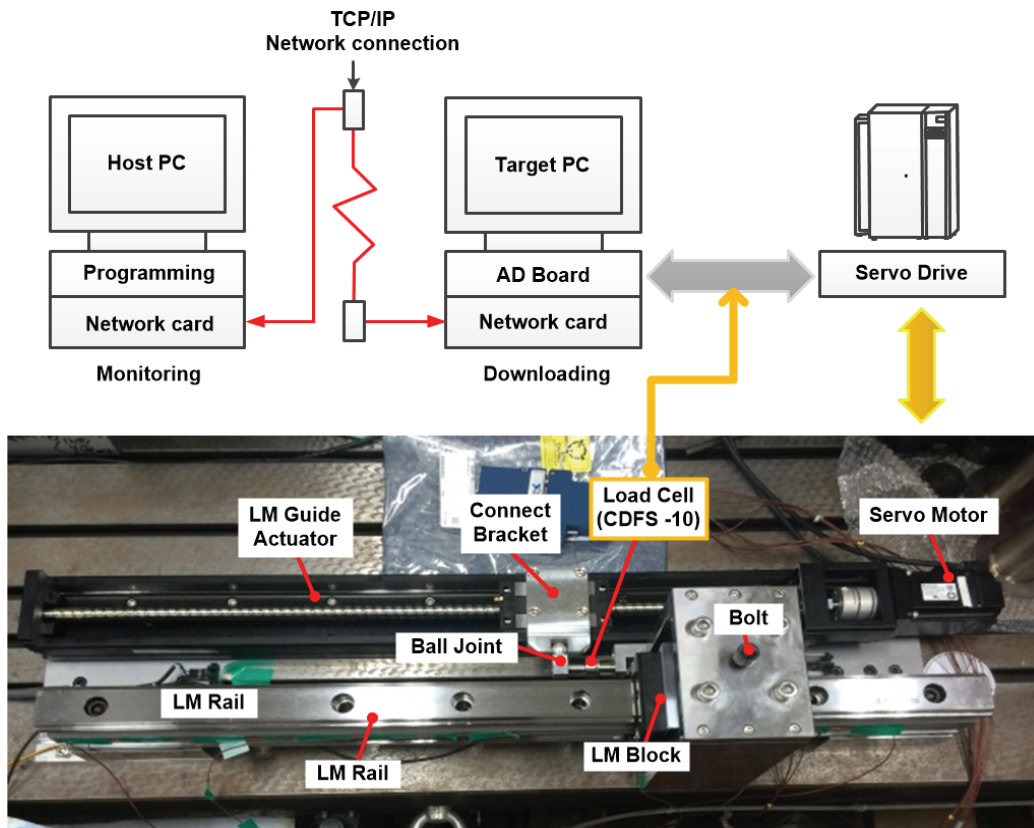 TCP/IP
Network connection
Host PC
Target PC
Programming
AD Board
Servo Drive
Network card
Network card
Monitoring
Downloading
Load Cell
(CDFS -10)
Connect
Bracket
Servo Motor
LM Guide
Actuator
Bolt
Ball Joint
LM Rail
LM Rail
LM Block